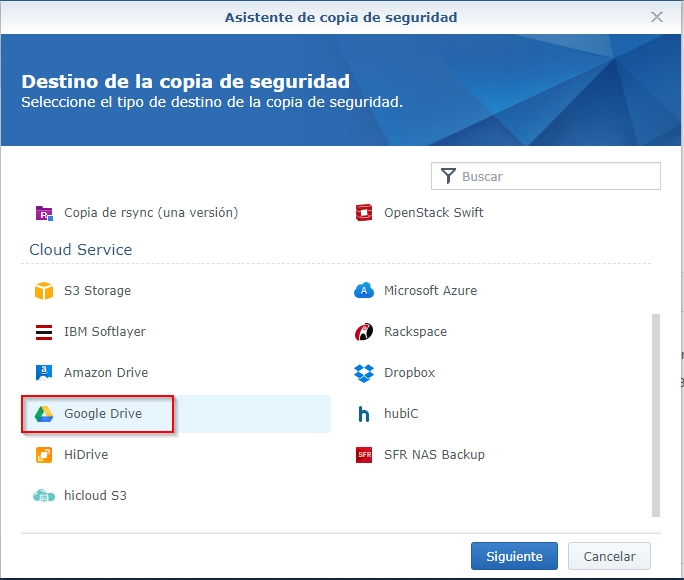 Asistente de copia de seguridad
Destino de la copia de seguridad
Seleccione el tipo de destino de la copia de seguridad.
Buscar
Copia de rsync (una versión)
OpenStack Swift
Cloud Service
S3 Storage
Microsoft Azure
IBM Softlayer
Rackspace
Amazon Drive
Dropbox
Google Drive
hubiC
HiDrive
SFR
SFR NAS Backup
S3
hicloud S3
Siguiente
Cancelar